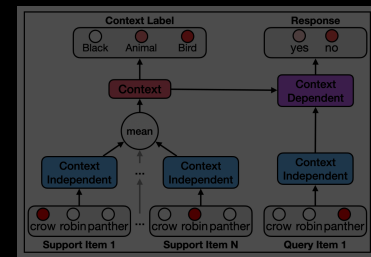 Context Label
Response
Black Animal Bird
yes no
Context
Context
Dependent
mean
Context
Independent
...
Context
Independent
Context
Independent
crow robin panther
...
crow robin panther
crow robin panther
Support Item 1
Support Item N
Query Item 1